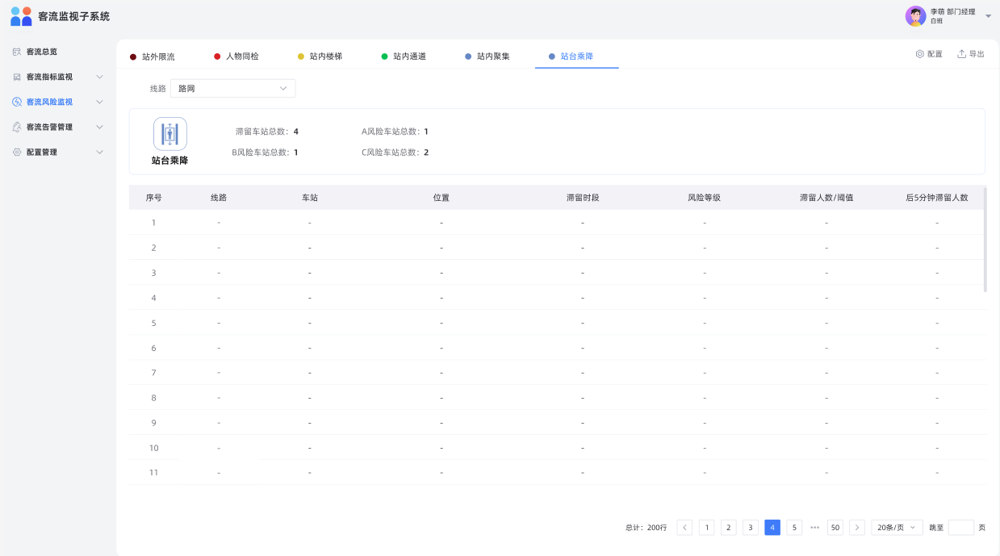 客流监视子系统
李萌 部门经理
白班
客流总览
客流指标监视
客流风险监视
客流告警管理
配置管理
站外限流 人物同检 站内楼梯 站内通道 站内聚集 站台乘降 配置 导出
线路 路网
站台乘降
滞留车站总数：4 A风险车站总数：1
B风险车站总数：1 C风险车站总数：2
序号 线路 车站 位置 滞留时段 风险等级 滞留人数/阈值 后5分钟滞留人数
1 - - - - - - -
2 - - - - - - -
3 - - - - - - -
4 - - - - - - -
5 - - - - - - -
6 - - - - - - -
7 - - - - - - -
8 - - - - - - -
9 - - - - - - -
10 - - - - - - -
11 - - - - - - -
总计：200行 1 2 3 4 5 ••• 50 20条/页 跳至 页